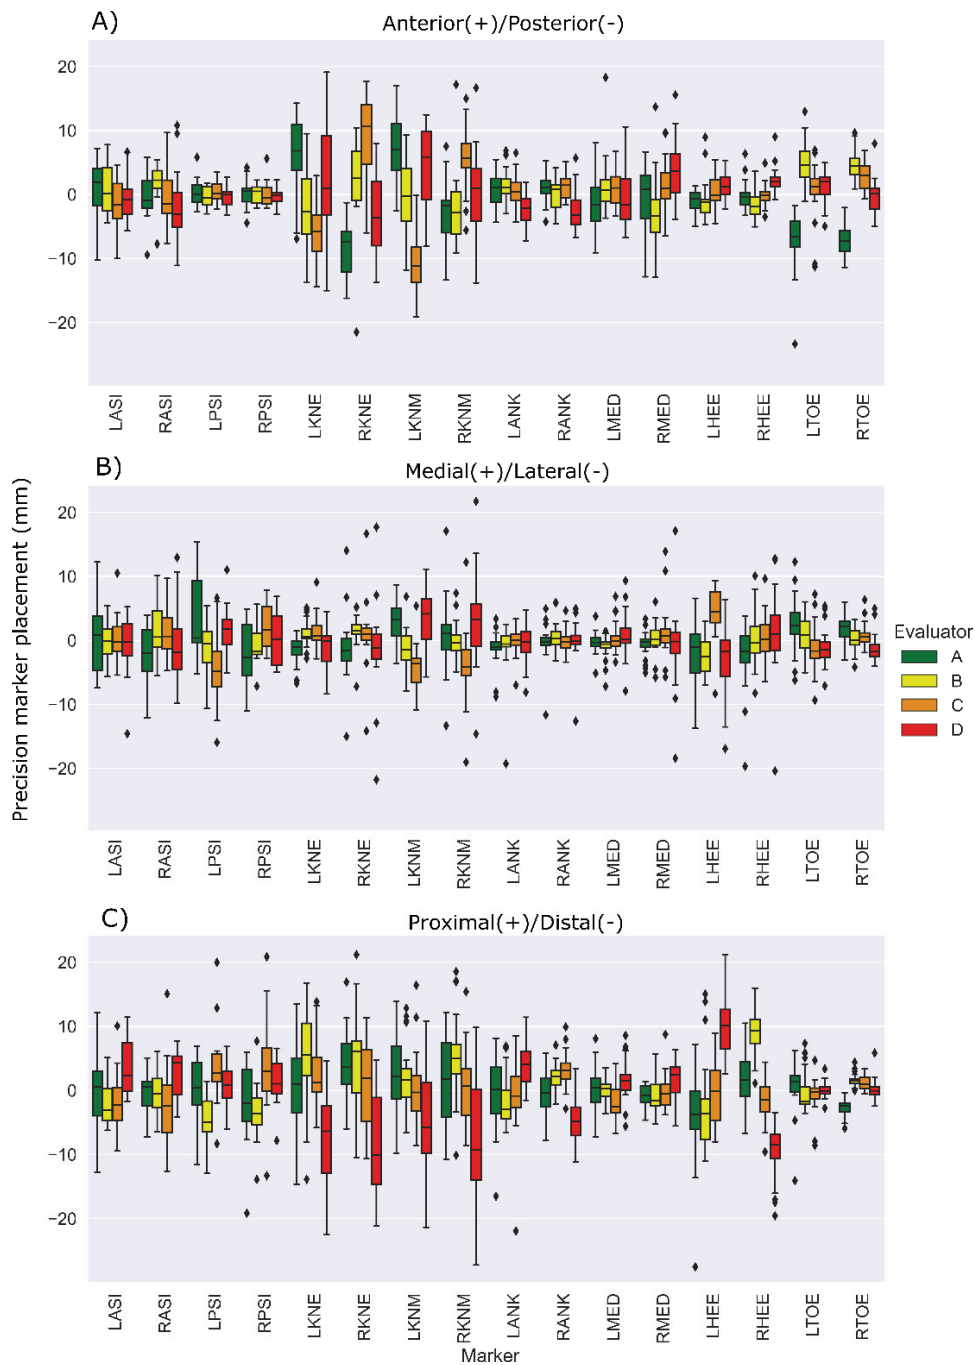 A)
Anterior(+)/Posterior(-)
20
10
0
−10
−20
LASI RASI LPSI RPSI LKNE RKNE LKNM RKNM LANK RANK LMED RMED LHEE RHEE LTOE RTOE
B)
Medial(+)/Lateral(-)
20
10
0
−10
−20
LASI RASI LPSI RPSI LKNE RKNE LKNM RKNM LANK RANK LMED RMED LHEE RHEE LTOE RTOE
Precision marker placement (mm)
Evaluator
A
B
C
D
C)
Proximal(+)/Distal(-)
20
10
0
−10
−20
LASI RASI LPSI RPSI LKNE RKNE LKNM RKNM LANK RANK LMED RMED LHEE RHEE LTOE RTOE
Marker